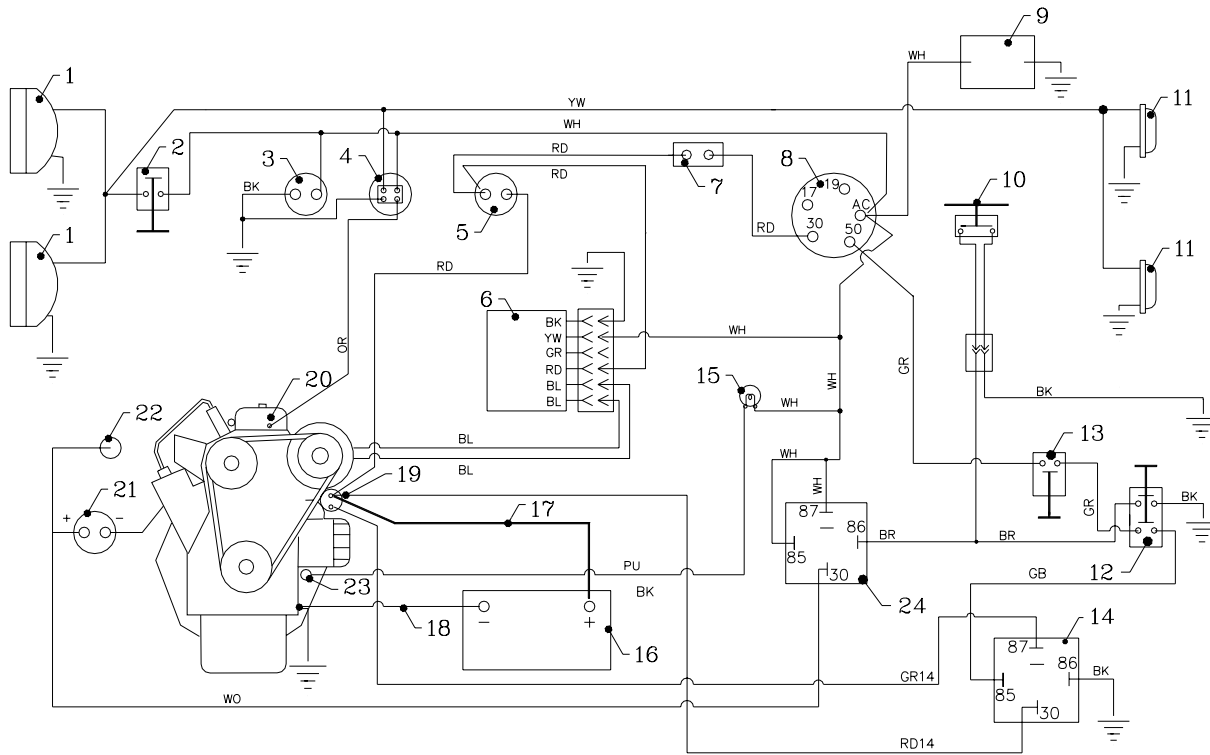 9
1
WH
YW
11
2
WH
3
4
RD
7
8
19
17
AC
10
BK
RD
30
50
RD
5
1
RD
11
6
BK
YW
WH
GR
OR
RD
BL
BL
WH
GR
15
WH
BK
20
22
BL
13
BL
19
WH
21
17
WH
87
86
GR
BK
+
-
BR
BR
85
PU
30
GB
12
23
BK
24
18
-
+
16
14
87
86
BK
GR14
85
WO
30
RD14